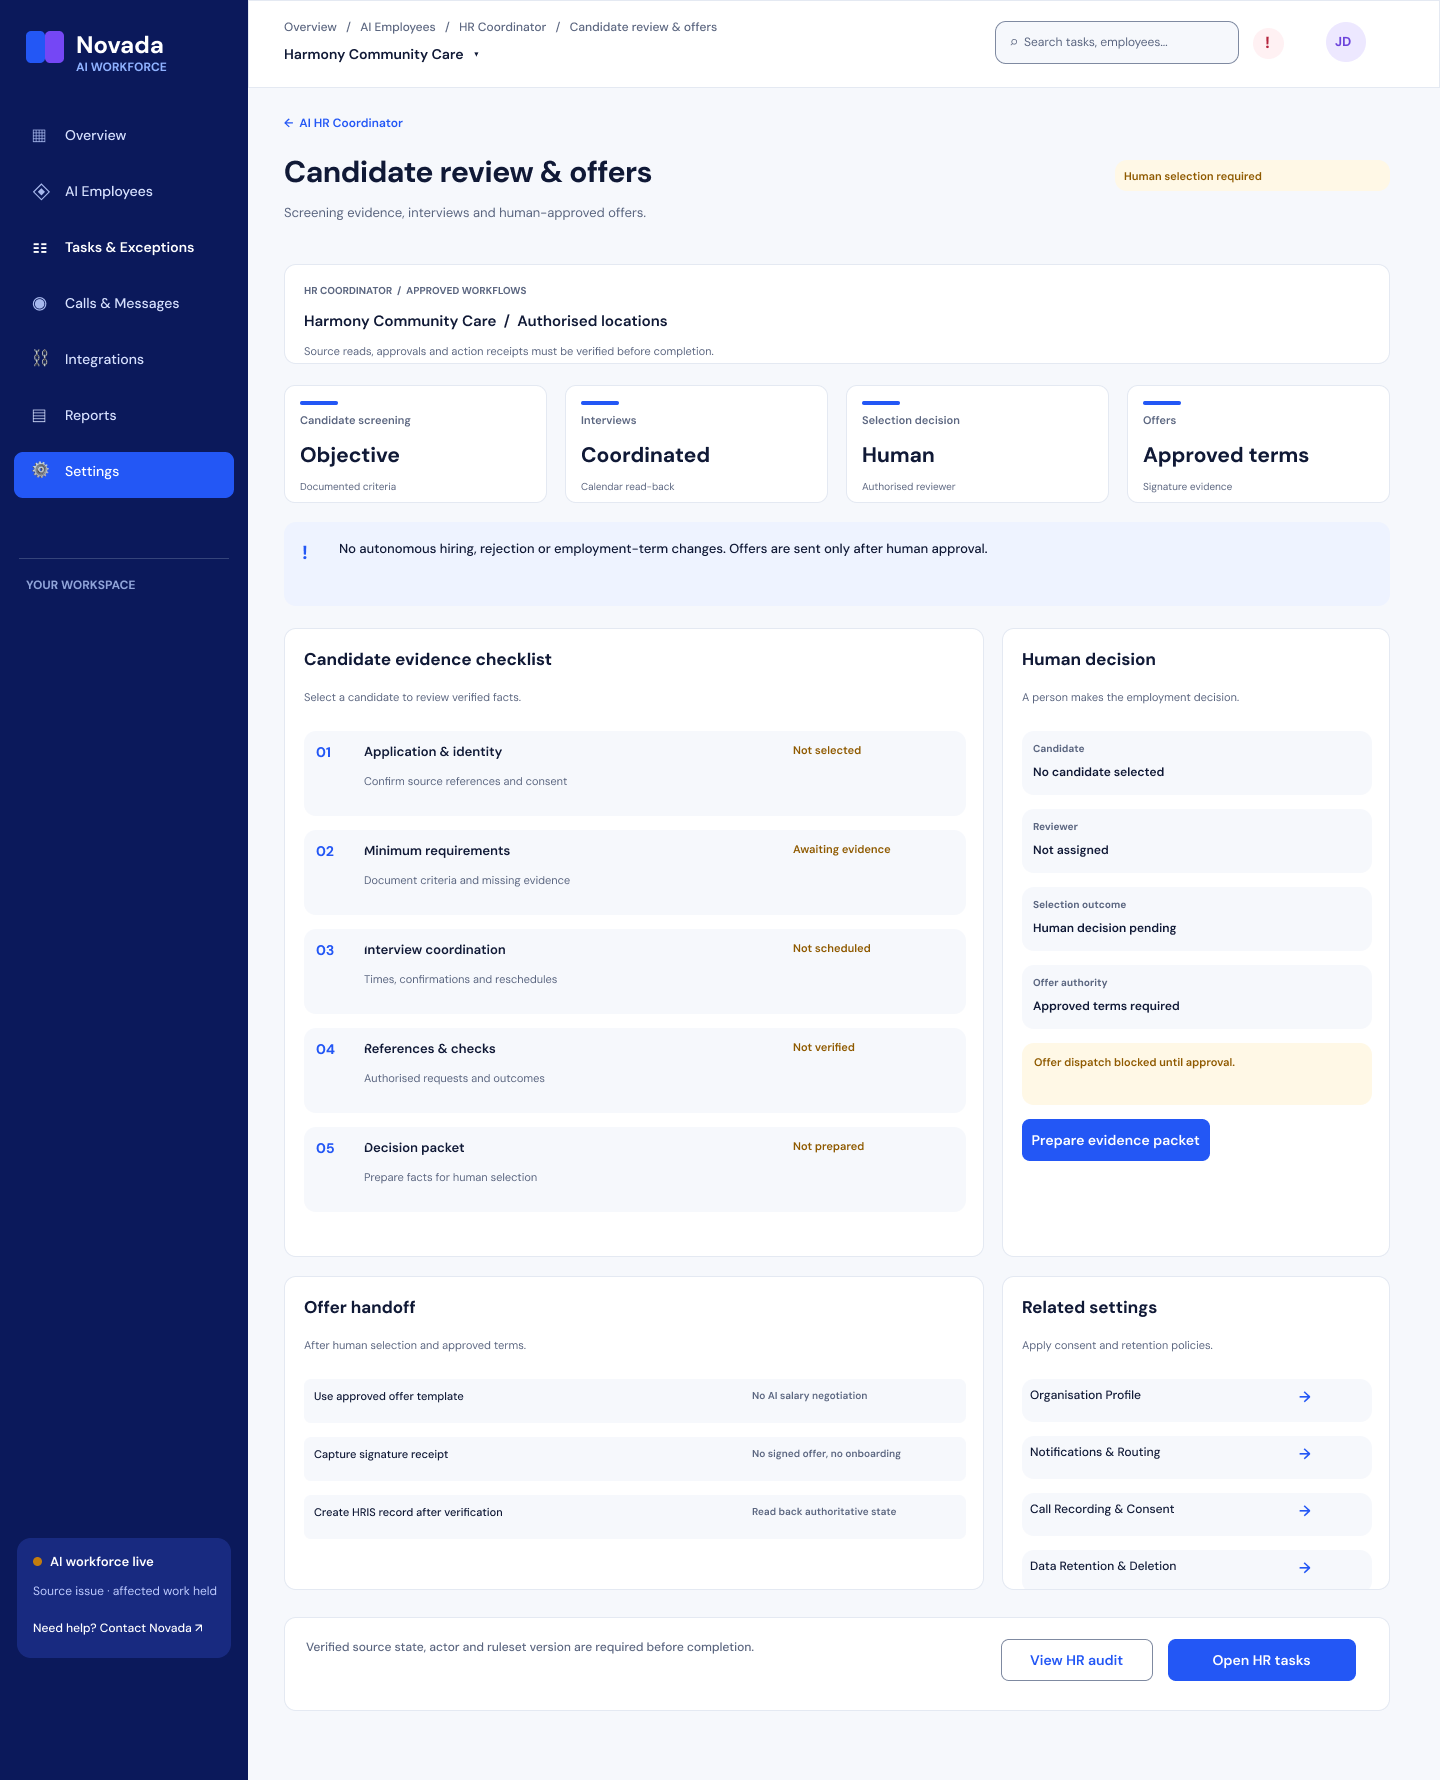 Novada
AI WORKFORCE
Overview
AI Employees
Tasks & Exceptions
Calls & Messages
Integrations
Reports
Settings
YOUR WORKSPACE
AI workforce live
Source issue · affected work held
Need help? Contact Novada ↗
Overview / AI Employees / HR Coordinator / Candidate review & offers
Harmony Community Care ▾
Search tasks, employees...
!
JD
← AI HR Coordinator
Candidate review & offers
Human selection required
Screening evidence, interviews and human-approved offers.
HR COORDINATOR / APPROVED WORKFLOWS
Harmony Community Care / Authorised locations
Source reads, approvals and action receipts must be verified before completion.
Candidate screening
Objective
Documented criteria
Interviews
Coordinated
Calendar read-back
Selection decision
Human
Authorised reviewer
Offers
Approved terms
Signature evidence
! No autonomous hiring, rejection or employment-term changes. Offers are sent only after human approval.
Candidate evidence checklist
Select a candidate to review verified facts.
01 Application & identity Not selected
Confirm source references and consent
02 Minimum requirements Awaiting evidence
Document criteria and missing evidence
03 Interview coordination Not scheduled
Times, confirmations and reschedules
04 References & checks Not verified
Authorised requests and outcomes
05 Decision packet Not prepared
Prepare facts for human selection
Human decision
A person makes the employment decision.
Candidate
No candidate selected
Reviewer
Not assigned
Selection outcome
Human decision pending
Offer authority
Approved terms required
Offer dispatch blocked until approval.
Prepare evidence packet
Offer handoff
After human selection and approved terms.
Use approved offer template No AI salary negotiation
Capture signature receipt No signed offer, no onboarding
Create HRIS record after verification Read back authoritative state
Related settings
Apply consent and retention policies.
Organisation Profile →
Notifications & Routing →
Call Recording & Consent →
Data Retention & Deletion →
Verified source state, actor and ruleset version are required before completion.
View HR audit
Open HR tasks